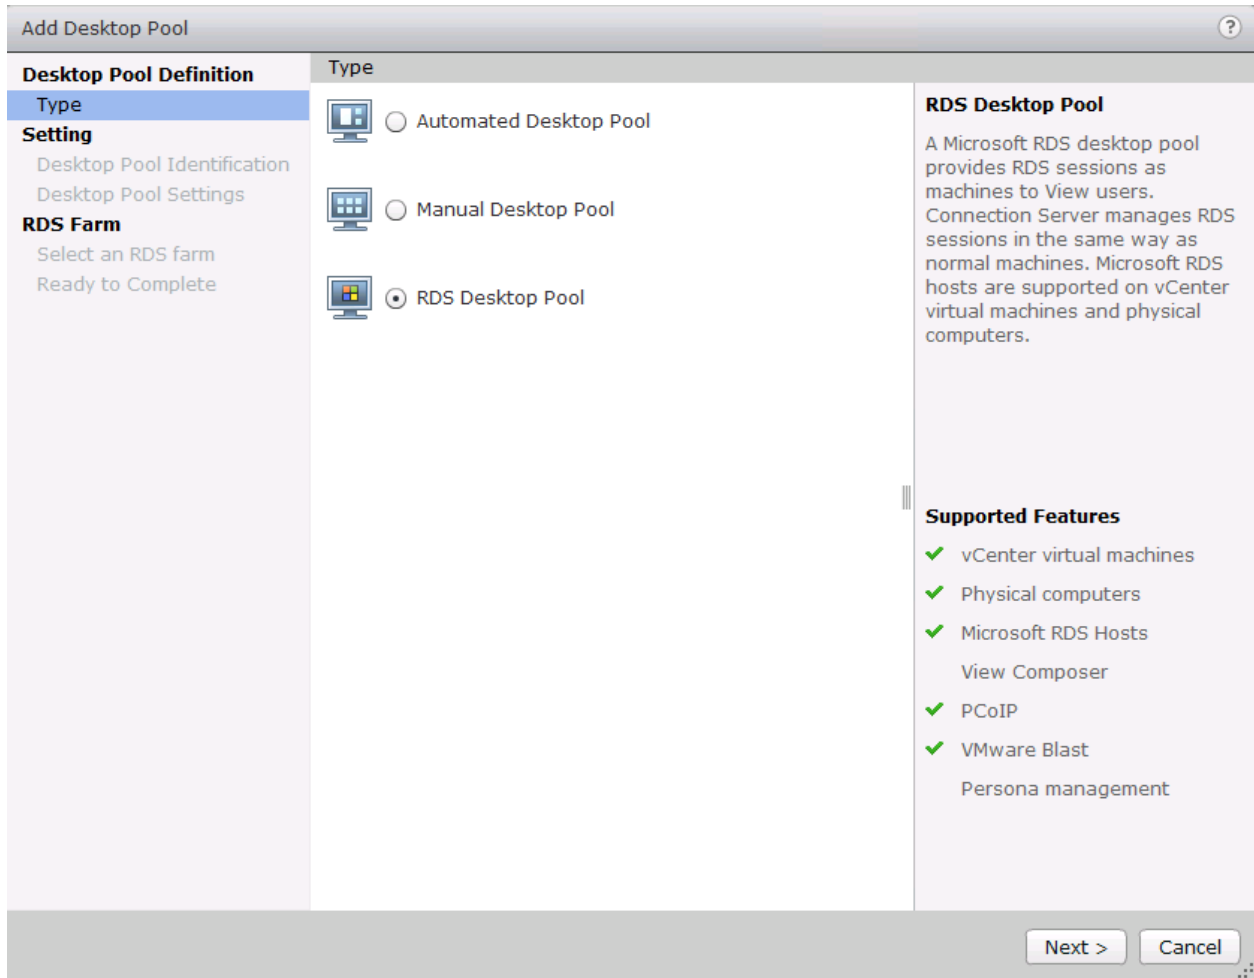 Add Desktop Pool
?
Desktop Pool Definition
Type
Setting
Desktop Pool Identification
Desktop Pool Settings
RDS Farm
Select an RDS farm
Ready to Complete
Type
Automated Desktop Pool
Manual Desktop Pool
RDS Desktop Pool
RDS Desktop Pool
A Microsoft RDS desktop pool
provides RDS sessions as
machines to View users.
Connection Server manages RDS
sessions in the same way as
normal machines. Microsoft RDS
hosts are supported on vCenter
virtual machines and physical
computers.
Supported Features
vCenter virtual machines
Physical computers
Microsoft RDS Hosts
View Composer
PCoIP
VMware Blast
Persona management
Next >
Cancel